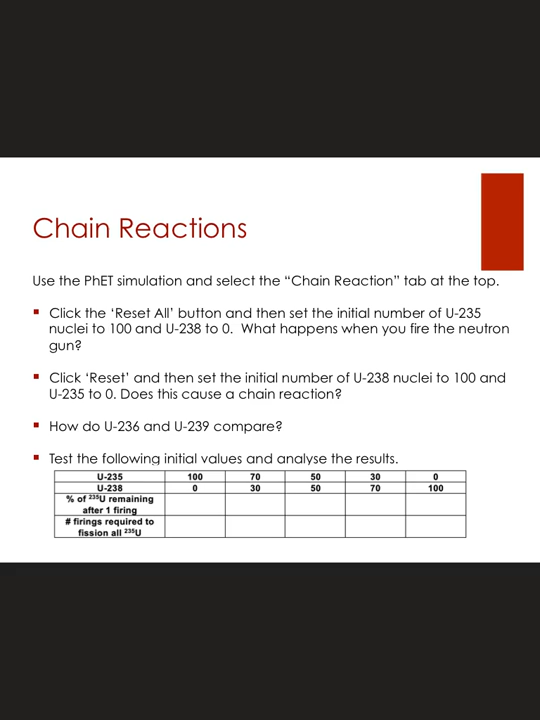 Chain Reactions
Use the PhET simulation and select the “Chain Reaction” tab at the top.
▪ Click the ‘Reset All’ button and then set the initial number of U-235
nuclei to 100 and U-238 to 0.  What happens when you fire the neutron
gun?
▪ Click ‘Reset’ and then set the initial number of U-238 nuclei to 100 and
U-235 to 0. Does this cause a chain reaction?
▪ How do U-236 and U-239 compare?
▪ Test the following initial values and analyse the results.
U-235 100 70 50 30 0
U-238 0 30 50 70 100
% of ²³⁵U remaining
after 1 firing
# firings required to
fission all ²³⁵U